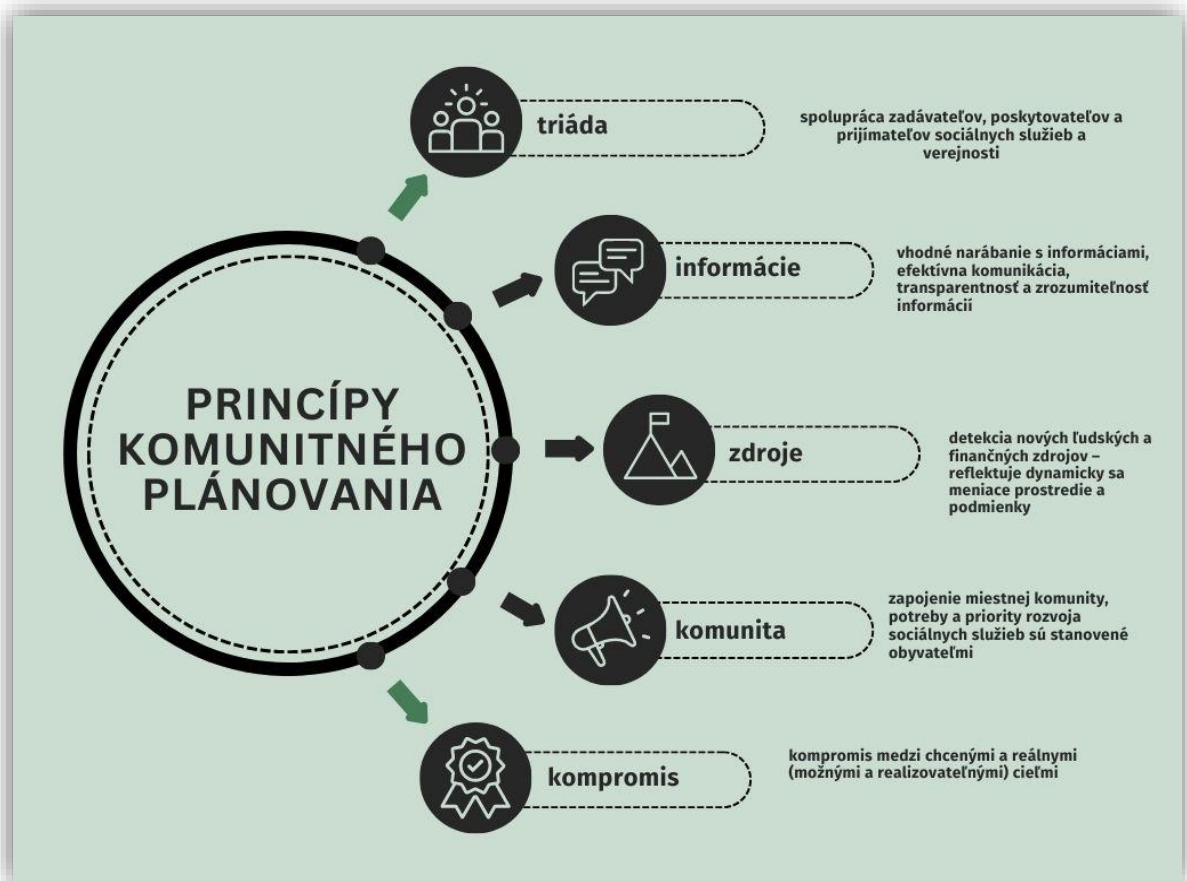 PRINCÍPY
KOMUNITNÉHO
PLÁNOVANIA
triáda
spolupráca zadávateľov, poskytovateľov a
prijímateľov sociálnych služieb a
verejnosti
informácie
vhodné narábanie s informáciami,
efektívna komunikácia,
transparentnosť a zrozumiteľnosť
informácií
zdroje
detekcia nových ľudských a
finančných zdrojov –
reflektuje dynamicky sa
meniace prostredie a
podmienky
komunita
zapojenie miestnej komunity,
potreby a priority rozvoja
sociálnych služieb sú stanovené
obyvateľmi
kompromis
kompromis medzi chcenými a reálnymi
(možnými a realizovateľnými) cieľmi